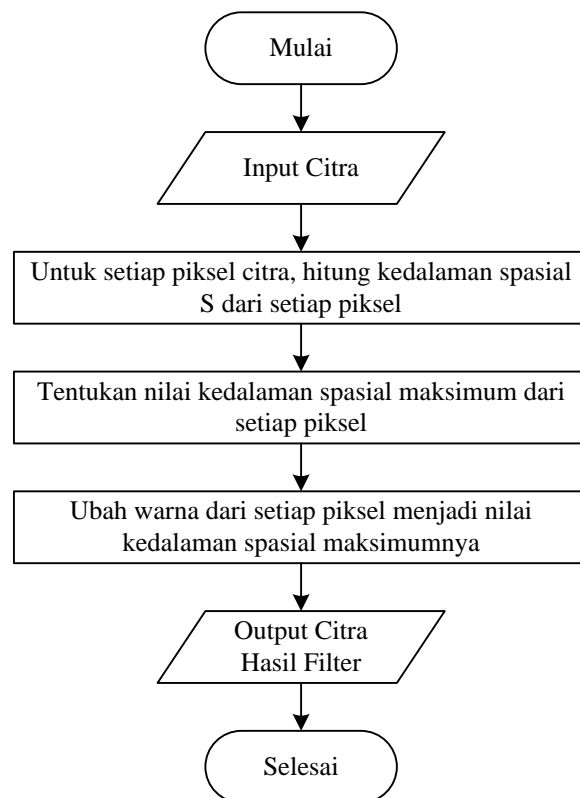 Mulai
Input Citra
Untuk setiap piksel citra, hitung kedalaman spasial
S dari setiap piksel
Tentukan nilai kedalaman spasial maksimum dari
setiap piksel
Ubah warna dari setiap piksel menjadi nilai
kedalaman spasial maksimumnya
Output Citra
Hasil Filter
Selesai